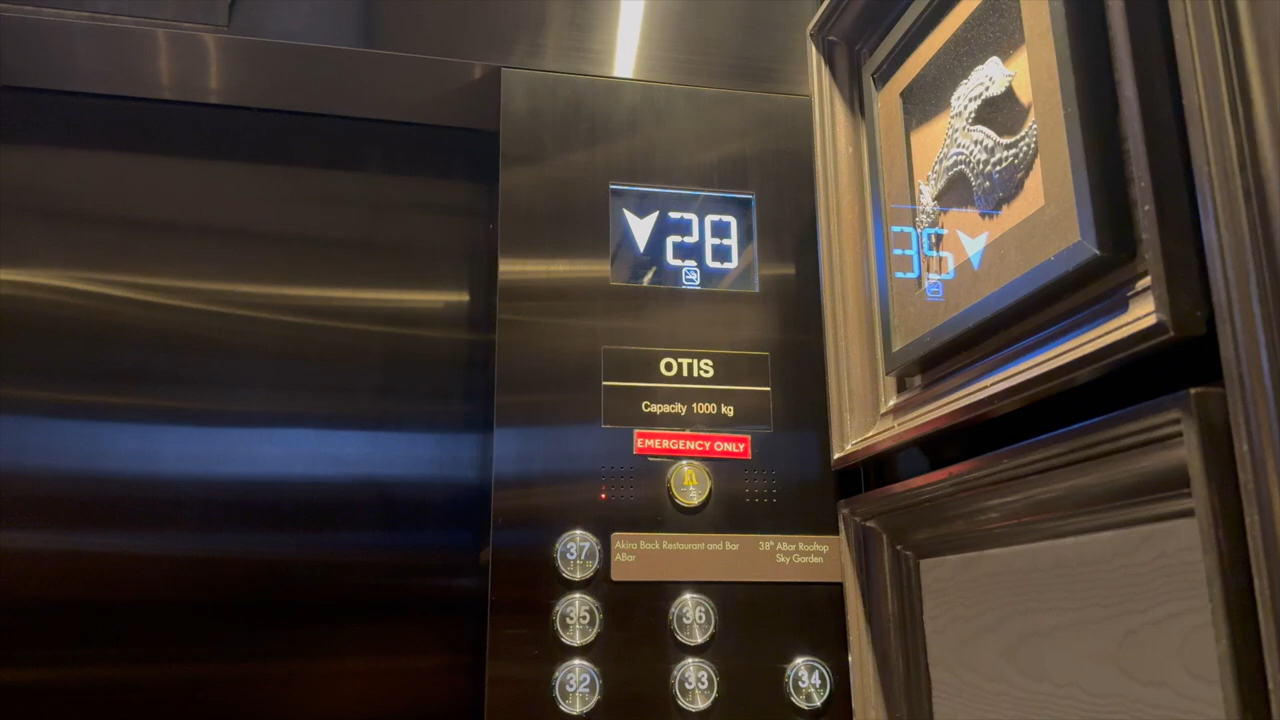 28
35
OTIS
Capacity 1000 kg
EMERGENCY ONLY
37
Akira Back Restaurant and Bar
ABar
38th ABar Rooftop
Sky Garden
35
36
32
33
34